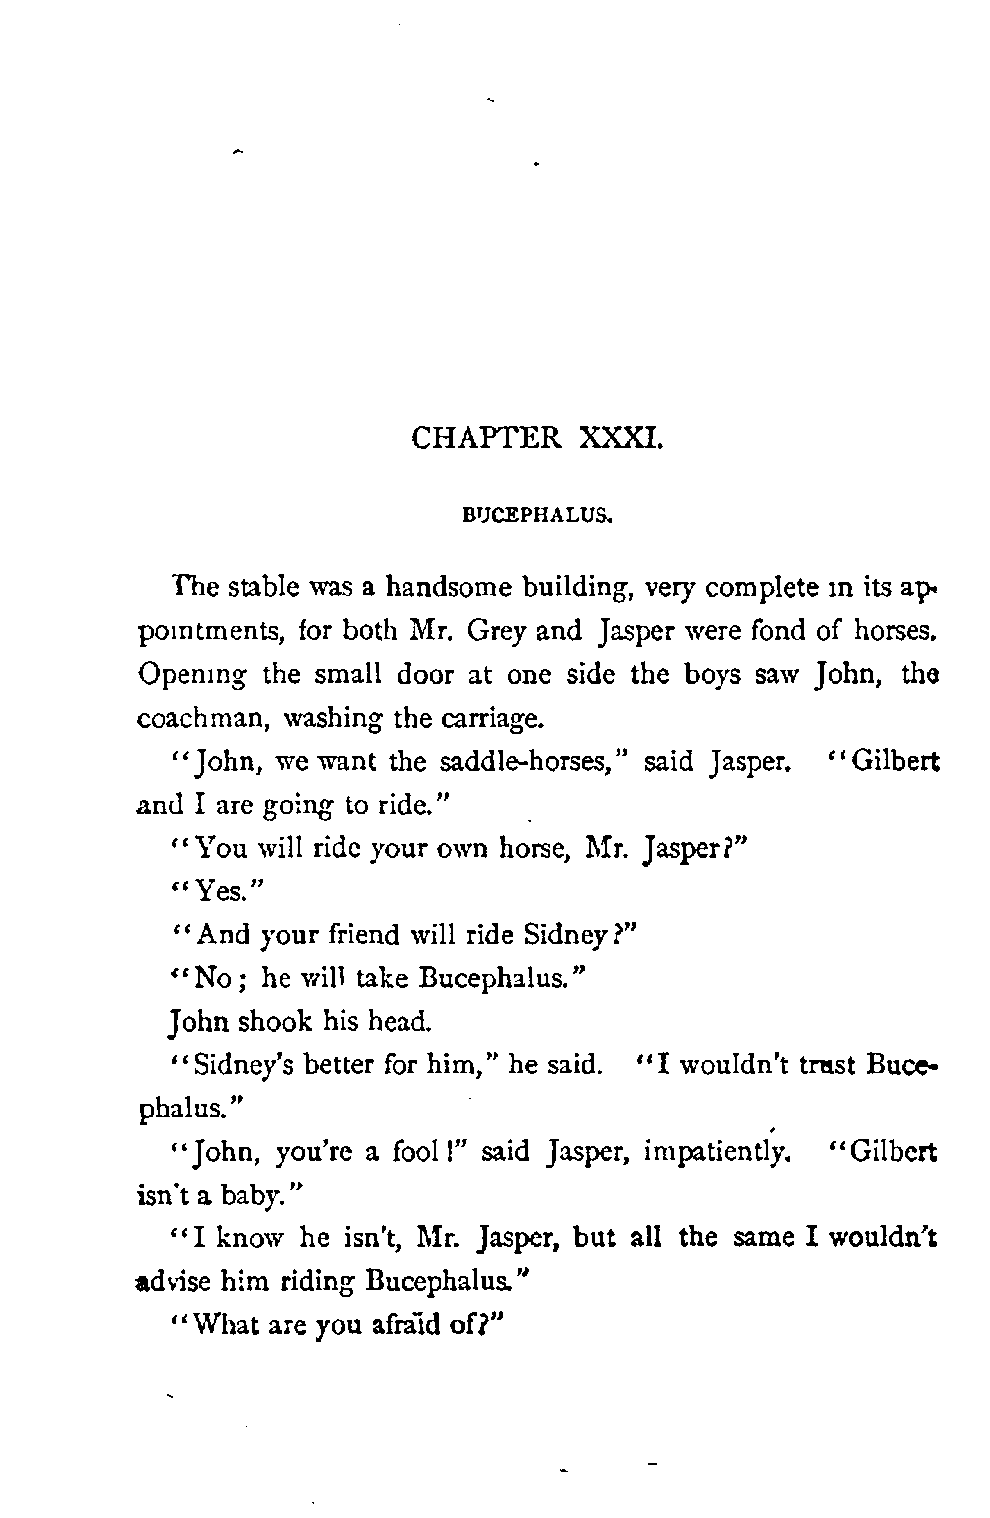 CHAPTER XXXI.
BUCEPHALUS.
The stable was a handsome building, very complete in its ap-
pointments, for both Mr. Grey and Jasper were fond of horses.
Opening the small door at one side the boys saw John, the
coachman, washing the carriage.
"John, we want the saddle-horses," said Jasper. "Gilbert
and I are going to ride."
"You will ride your own horse, Mr. Jasper?"
"Yes."
"And your friend will ride Sidney?"
"No; he will take Bucephalus."
John shook his head.
"Sidney's better for him," he said. "I wouldn't trust Buce-
phalus."
"John, you're a fool!" said Jasper, impatiently. "Gilbert
isn't a baby."
"I know he isn't, Mr. Jasper, but all the same I wouldn't
advise him riding Bucephalus."
"What are you afraid of?"